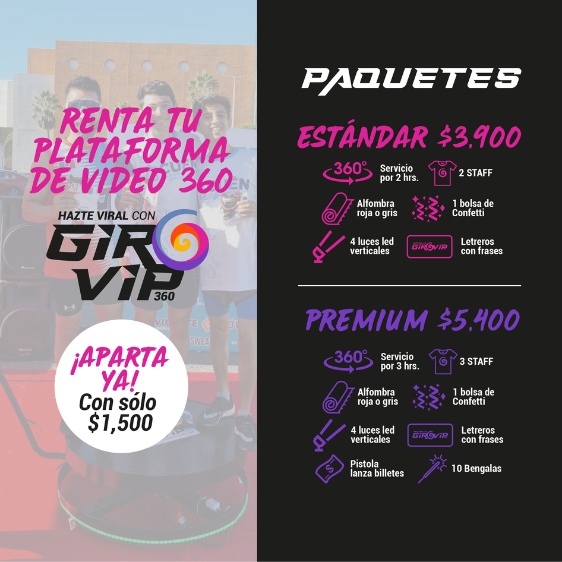 RENTA TU
PLATAFORMA
DE VIDEO 360
HAZTE VIRAL CON
GIRO
VIP
360
¡APARTA
YA!
Con sólo
$1,500
PAQUETES
ESTÁNDAR $3,900
360°
Servicio
por 2 hrs.
2 STAFF
Alfombra
roja o gris
1 bolsa de
Confetti
4 luces led
verticales
GIROVIP
Letreros
con frases
PREMIUM $5,400
360°
Servicio
por 3 hrs.
3 STAFF
Alfombra
roja o gris
1 bolsa de
Confetti
4 luces led
verticales
GIROVIP
Letreros
con frases
Pistola
lanza billetes
10 Bengalas